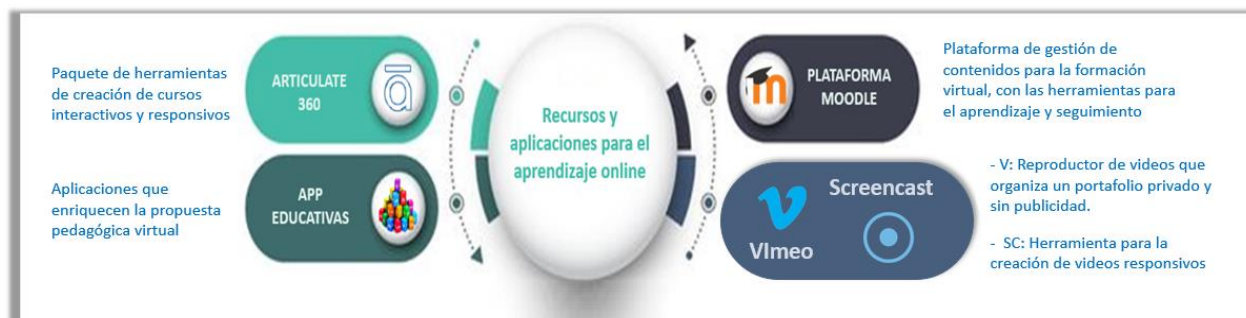 Paquete de herramientas
de creación de cursos
interactivos y responsivos
ARTICULATE
360
Aplicaciones que
enriquecen la propuesta
pedagógica virtual
APP
EDUCATIVAS
Recursos y
aplicaciones para el
aprendizaje online
PLATAFORMA
MOODLE
Plataforma de gestión de
contenidos para la formación
virtual, con las herramientas para
el aprendizaje y seguimiento
VImeo
Screencast
- V: Reproductor de videos que
organiza un portafolio privado y
sin publicidad.
- SC: Herramienta para la
creación de videos responsivos